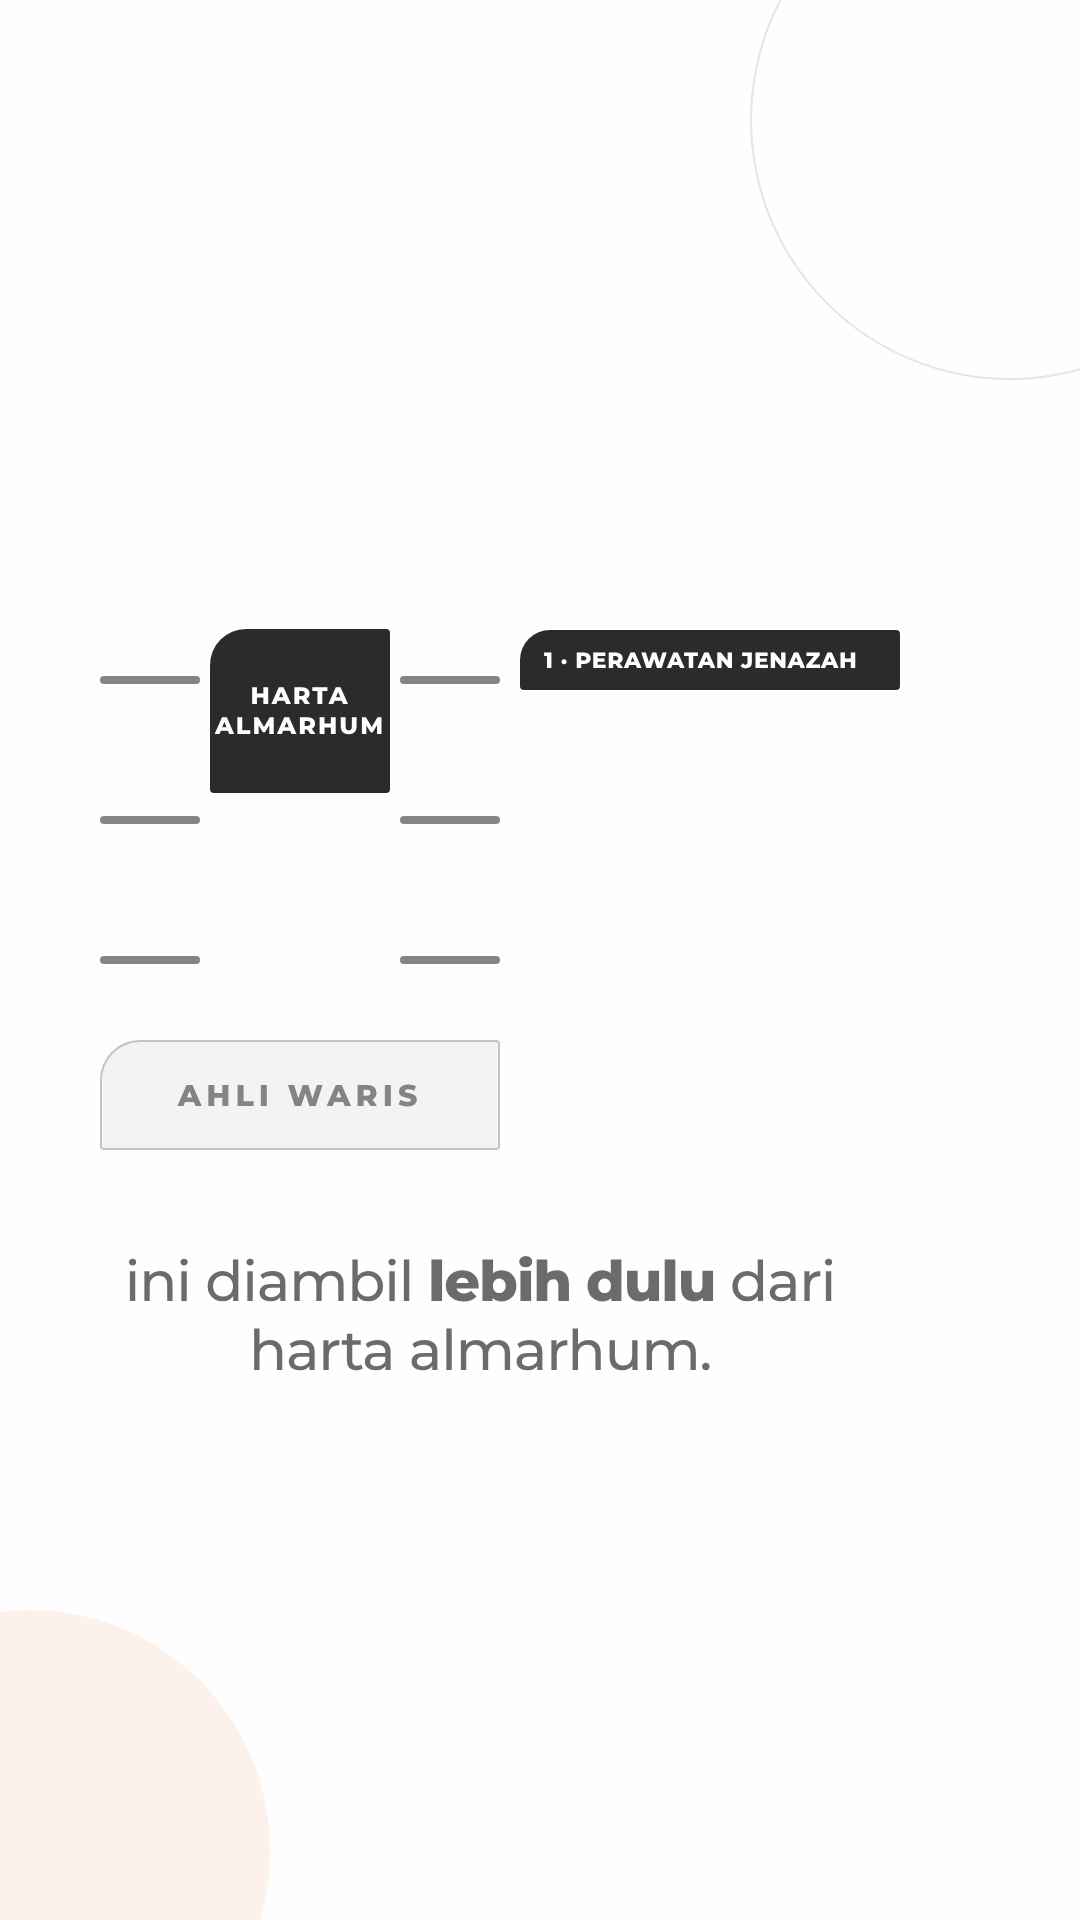 HARTA
ALMARHUM
1 · PERAWATAN JENAZAH
AHLI WARIS
ini diambil lebih dulu dari
harta almarhum.